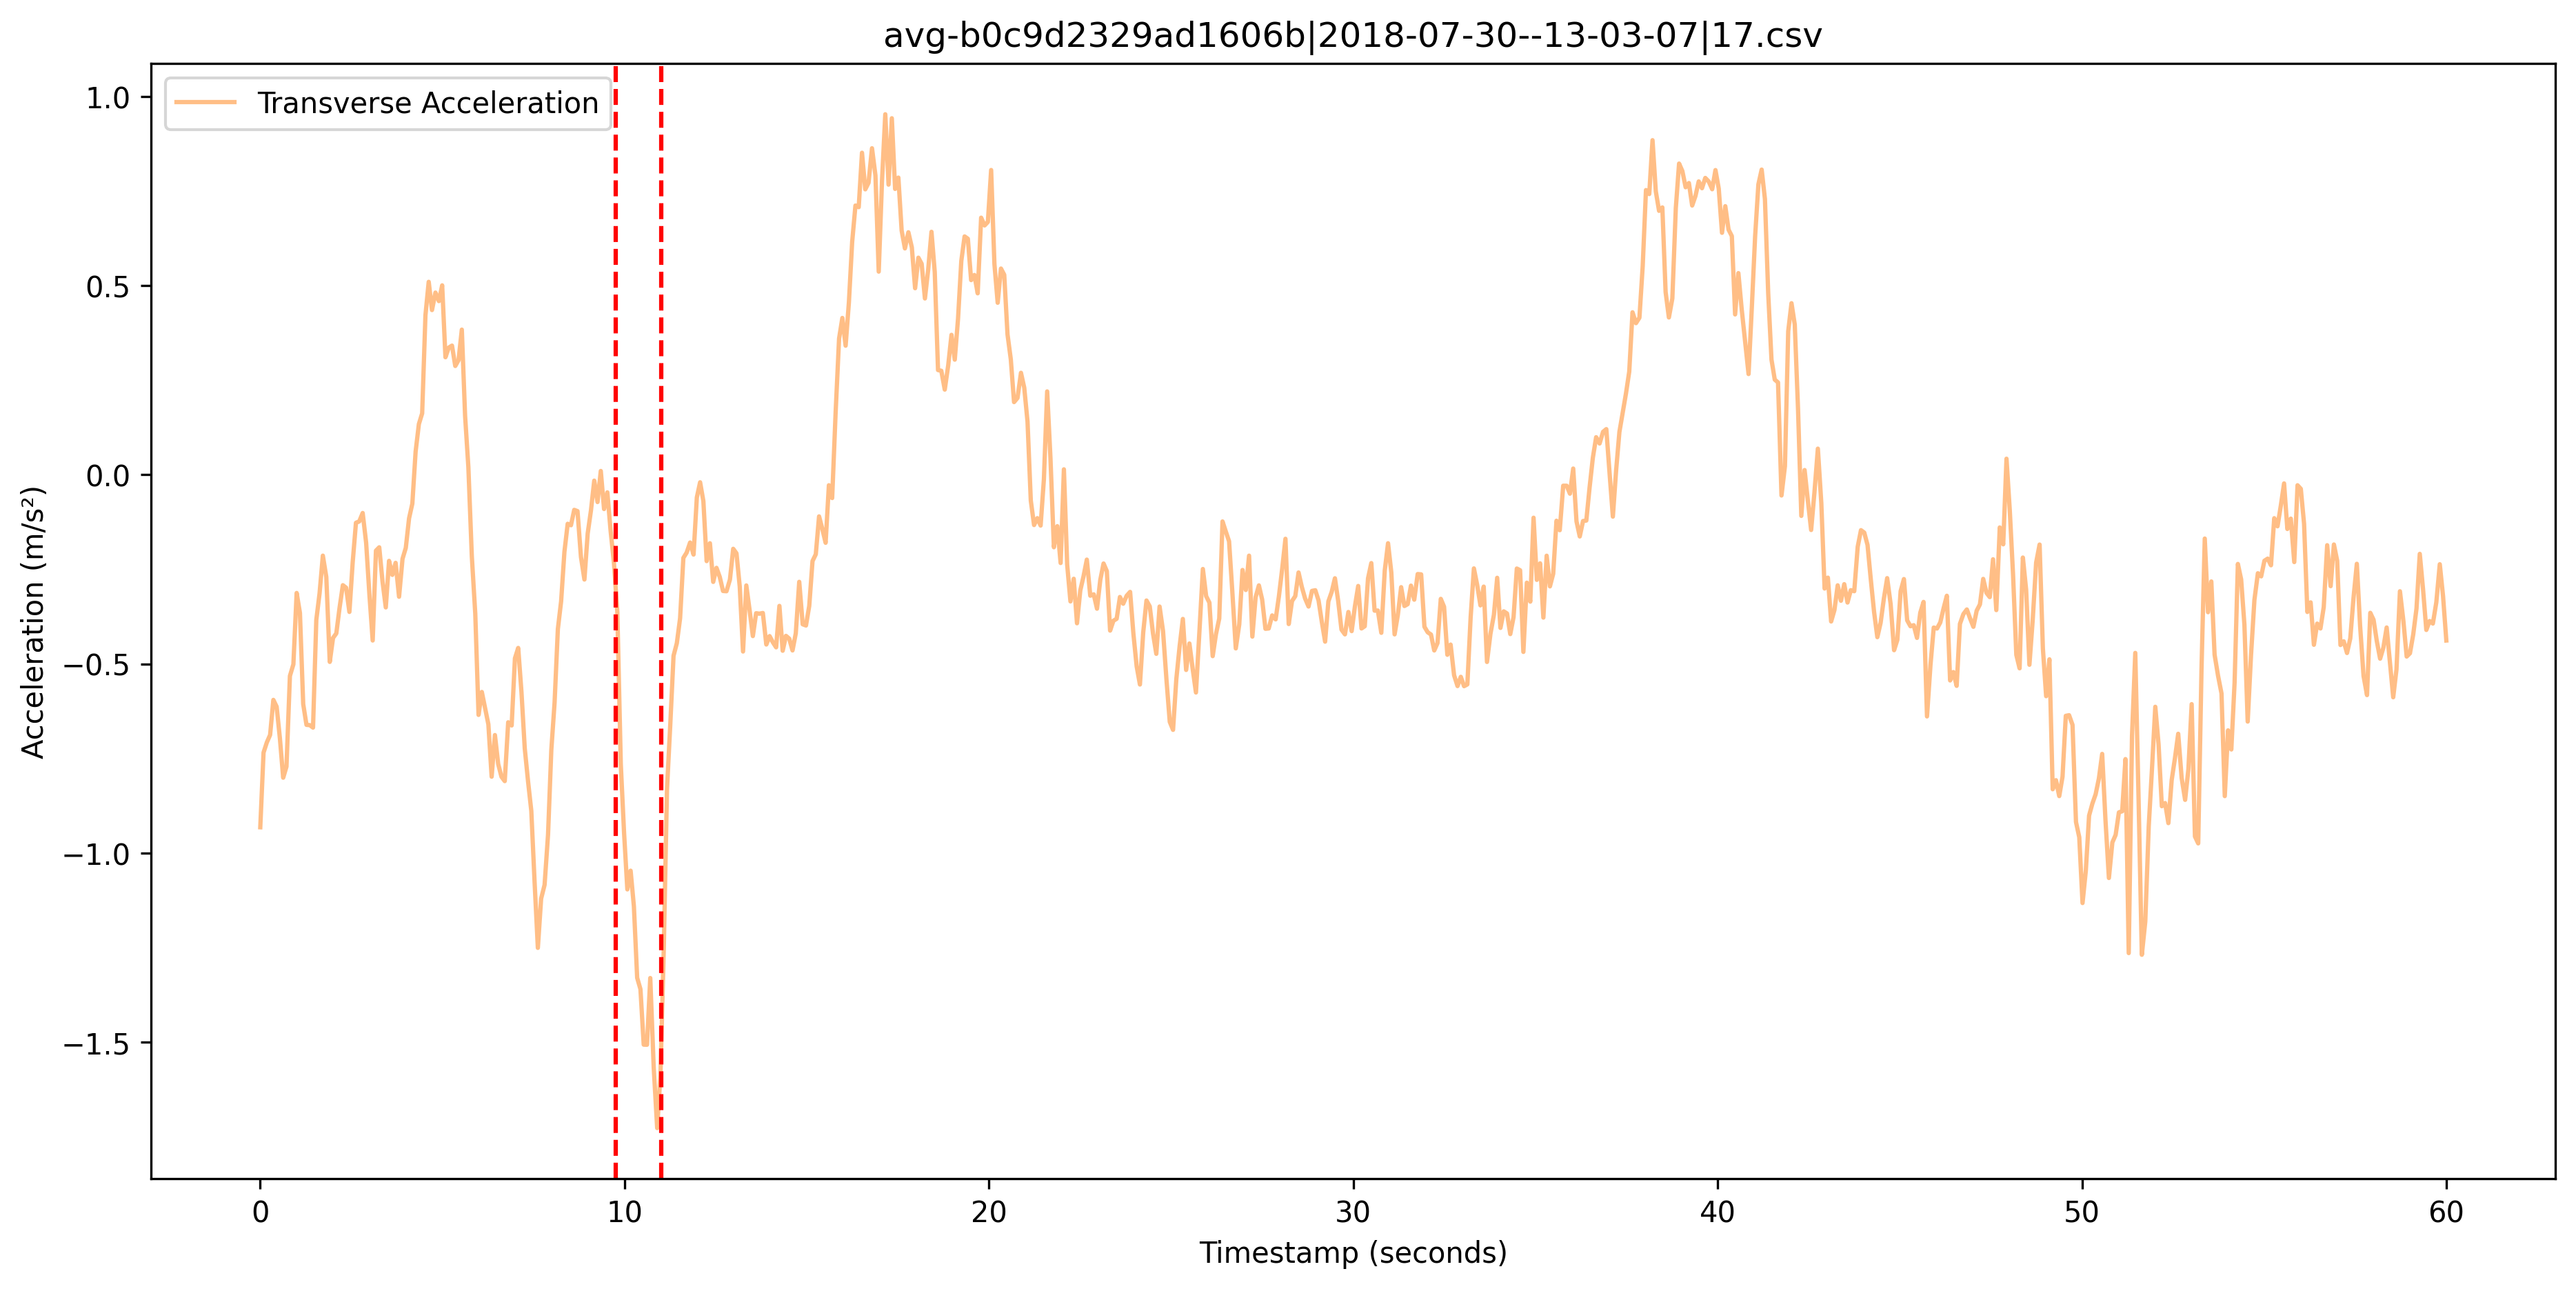 avg-b0c9d2329ad1606b|2018-07-30--13-03-07|17.csv
Transverse Acceleration
1.0
0.5
0.0
−0.5
−1.0
−1.5
Acceleration (m/s²)
0 10 20 30 40 50 60
Timestamp (seconds)